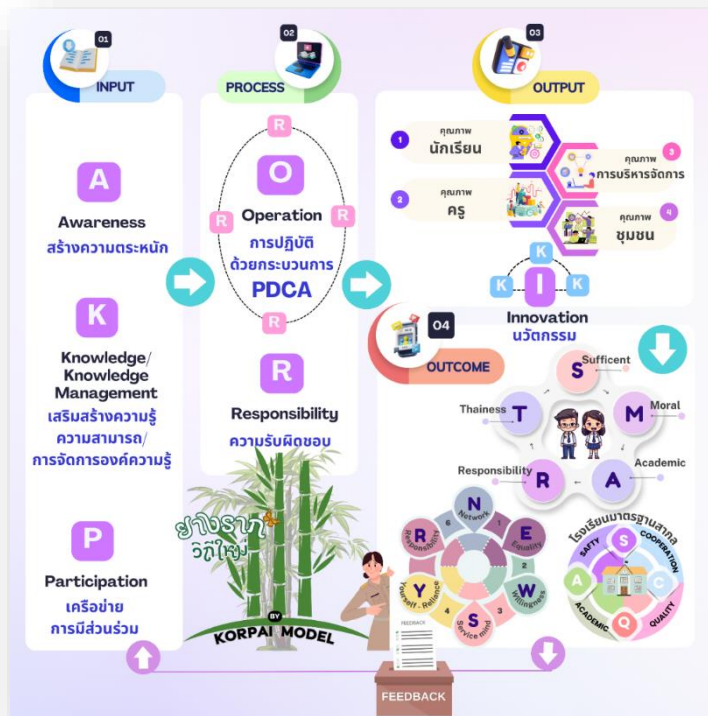 01
INPUT
A
Awareness
สร้างความตระหนัก
K
Knowledge/
Knowledge
Management
เสริมสร้างความรู้
ความสามารถ/
การจัดการองค์ความรู้
P
Participation
เครือข่าย
การมีส่วนร่วม
02
PROCESS
R
R
R
R
O
Operation
การปฏิบัติ
ด้วยกระบวนการ
PDCA
R
Responsibility
ความรับผิดชอบ
ย่างราก
วิถีใหม่
BY
KORPAI MODEL
03
OUTPUT
1
คุณภาพ
นักเรียน
2
คุณภาพ
ครู
3
คุณภาพ
การบริหารจัดการ
4
คุณภาพ
ชุมชน
K
K
K
I
Innovation
นวัตกรรม
04
OUTCOME
S
Sufficent
M
Moral
A
Academic
R
Responsibility
T
Thainess
N
Network
E
Equality
W
Willingness
S
Service mind
Y
Yourself - Reliance
R
Responsibility
1
2
3
4
6
โรงเรียนมาตรฐานสากล
S
SAFTY
C
COOPERATION
Q
QUALITY
A
ACADEMIC
FEEDBACK
FEEDBACK